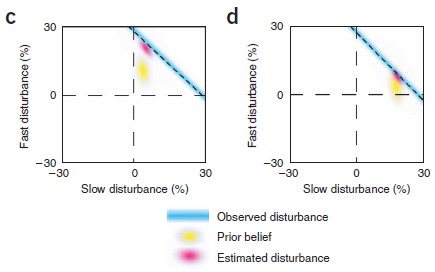 c
d
30
0
−30
Fast disturbance (%)
−30
0
30
Slow disturbance (%)
30
0
−30
Fast disturbance (%)
−30
0
30
Slow disturbance (%)
Observed disturbance
Prior belief
Estimated disturbance